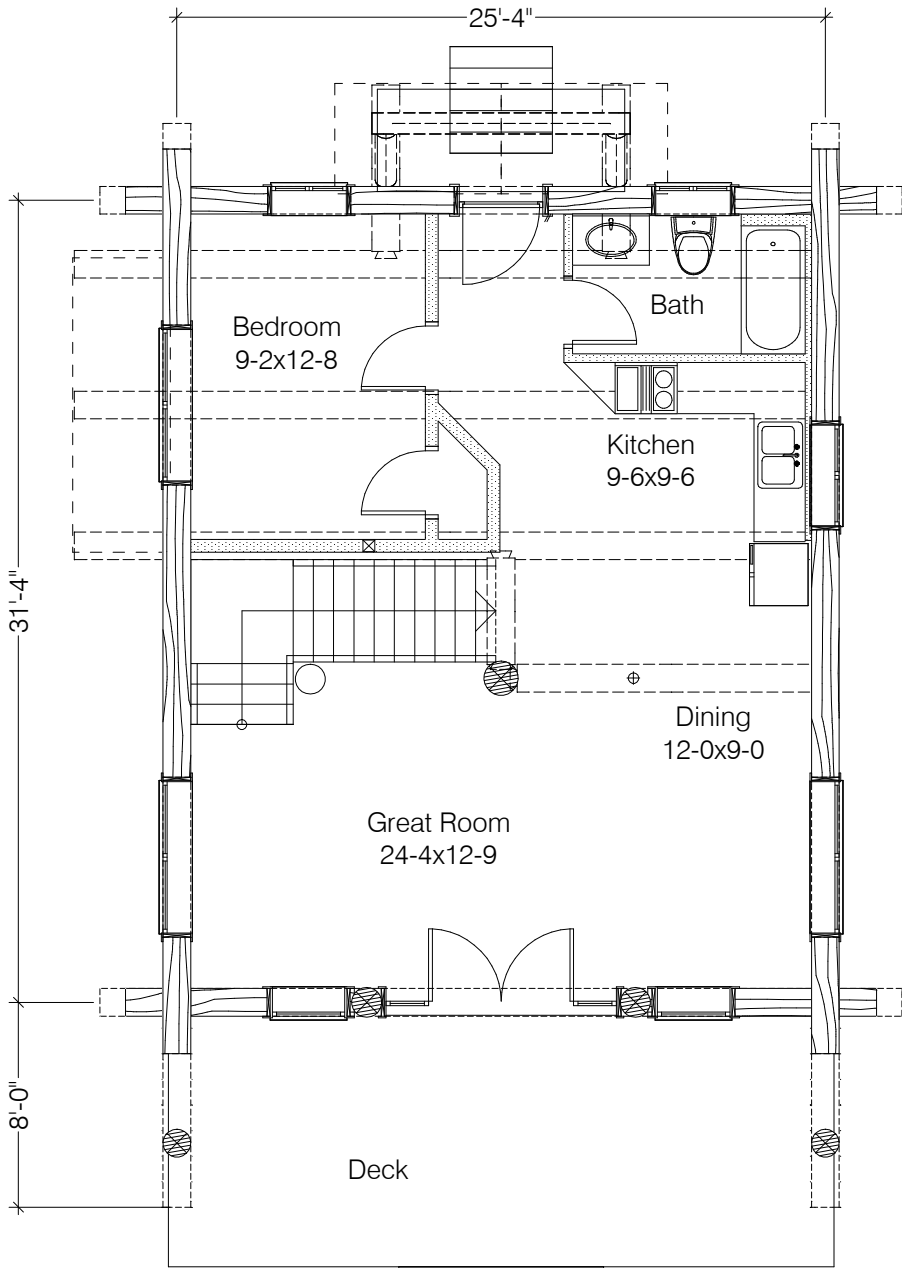 25'-4"
Bedroom
9-2x12-8
Bath
Kitchen
9-6x9-6
31'-4"
Dining
12-0x9-0
Great Room
24-4x12-9
8'-0"
Deck